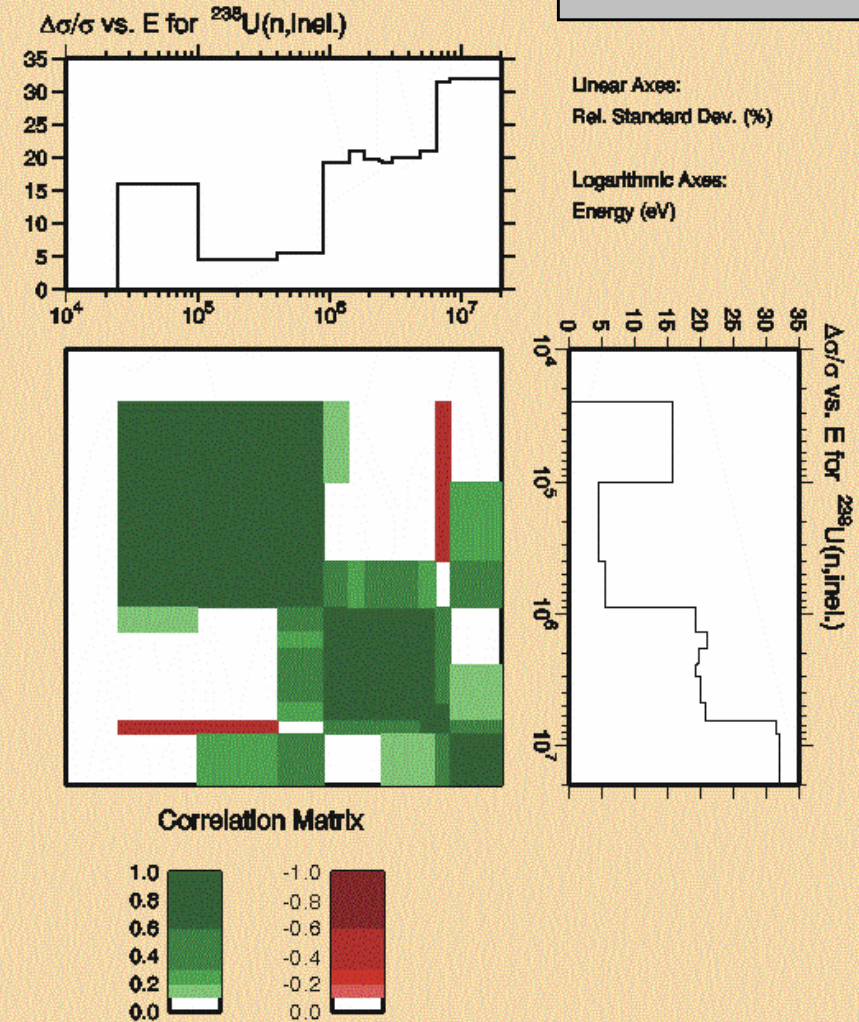 Δσ/σ vs. E for ²³⁸U(n,inel.)
35
30
25
20
15
10
5
0
10⁴ 10⁵ 10⁶ 10⁷
Linear Axes:
Rel. Standard Dev. (%)
Logarithmic Axes:
Energy (eV)
0 5 10 15 20 25 30 35
10⁴
10⁵
10⁶
10⁷
Δσ/σ vs. E for ²³⁸U(n,inel.)
Correlation Matrix
1.0 -1.0
0.8 -0.8
0.6 -0.6
0.4 -0.4
0.2 -0.2
0.0 0.0